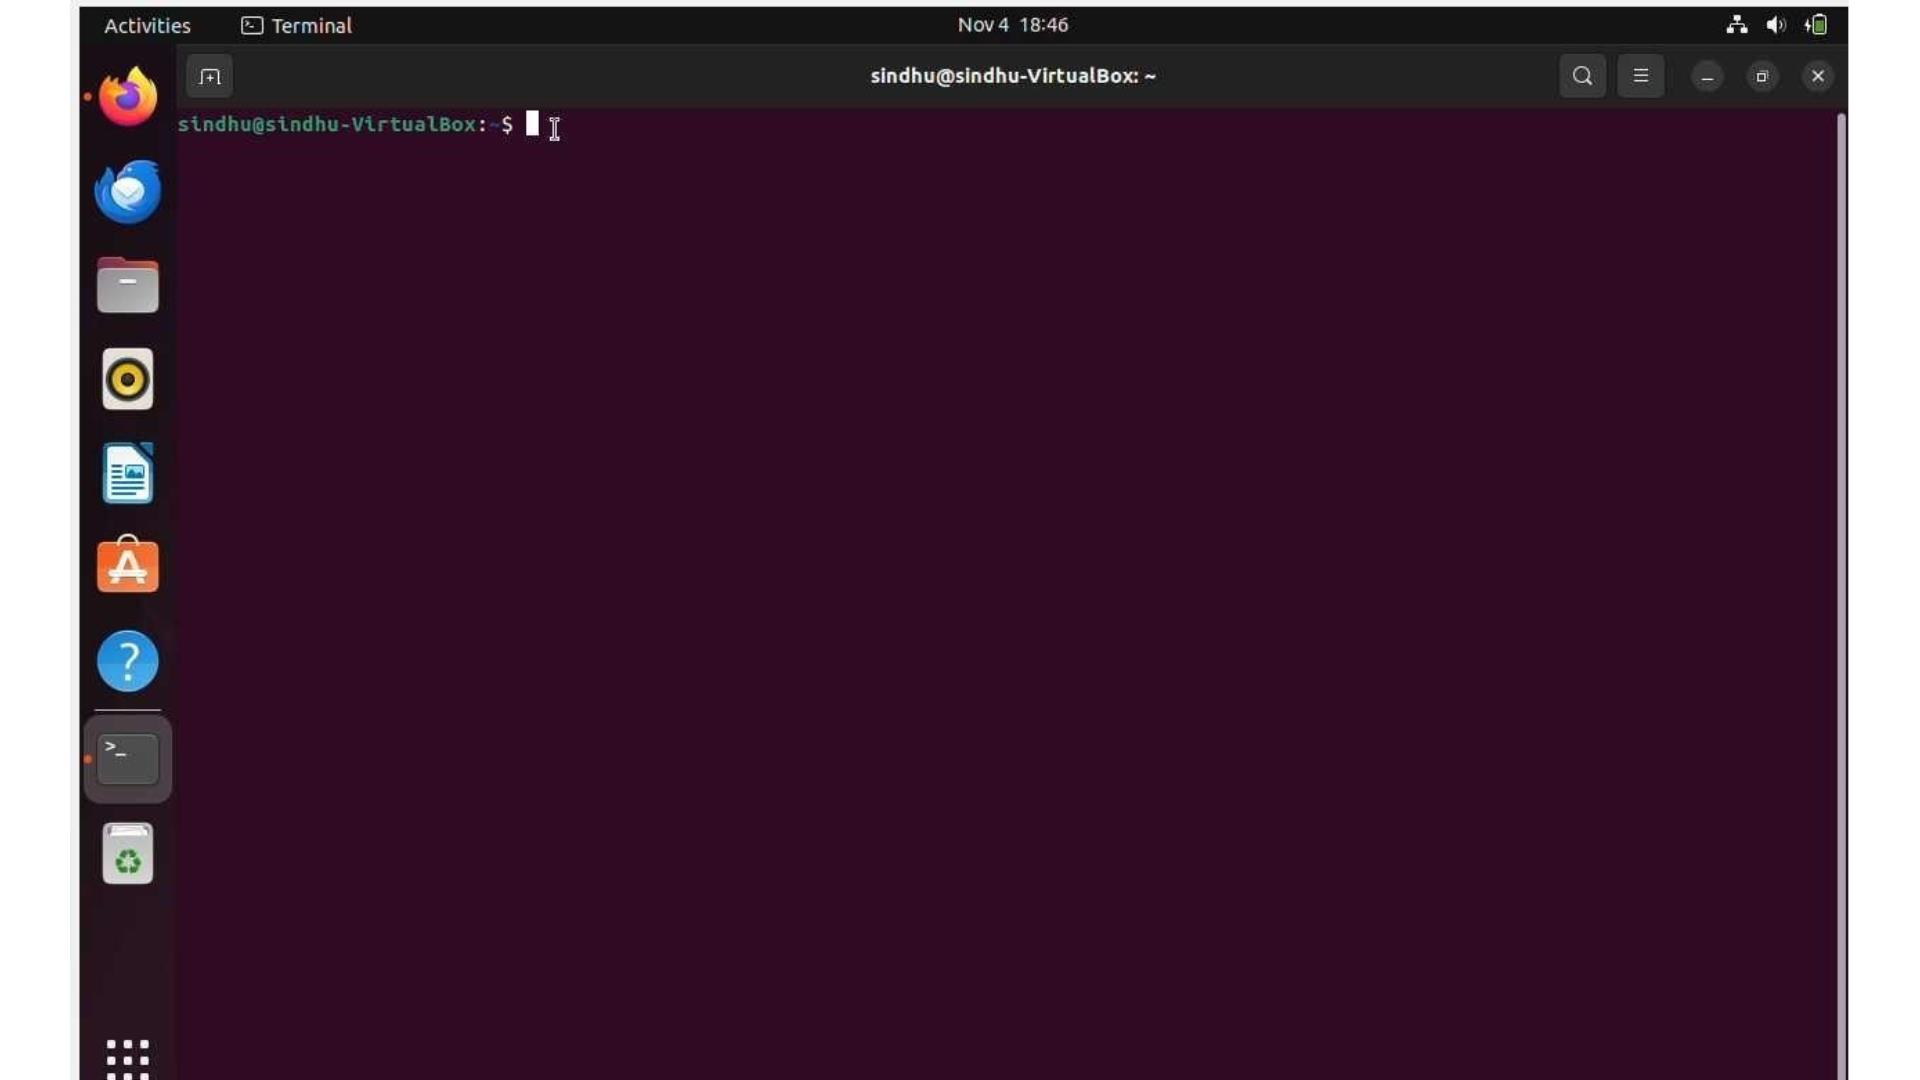 Activities Terminal Nov 4 18:46
sindhu@sindhu-VirtualBox: ~
sindhu@sindhu-VirtualBox:~$